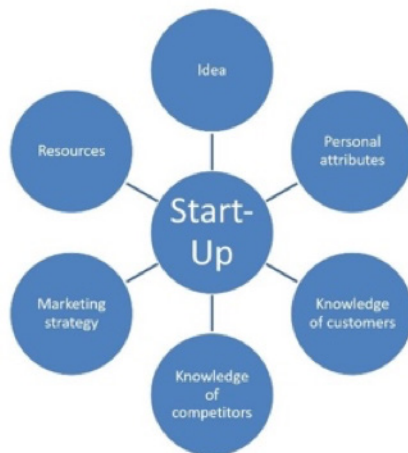 Idea
Resources
Personal
attributes
Start-
Up
Marketing
strategy
Knowledge
of customers
Knowledge
of
competitors